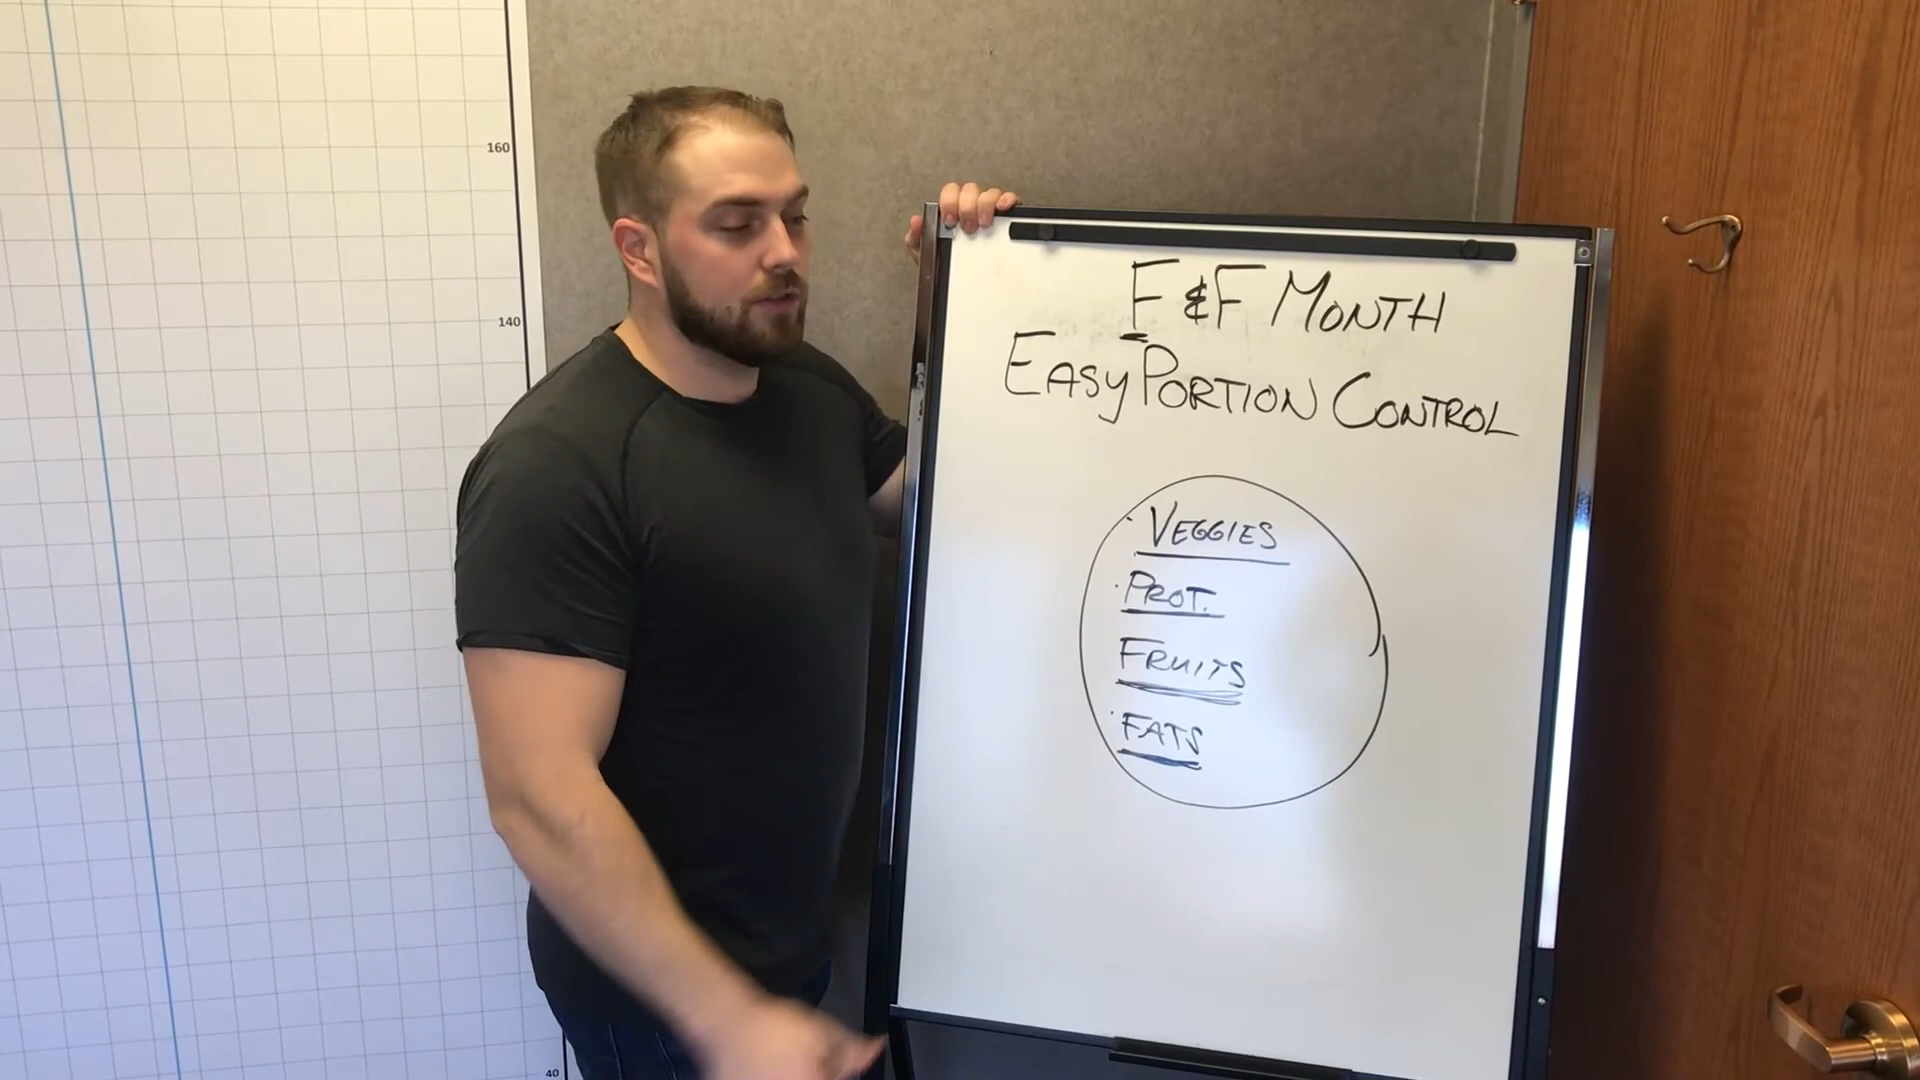 160
140
40
F & F MONTH
EASY PORTION CONTROL
· VEGGIES
· PROT.
FRUITS
· FATS